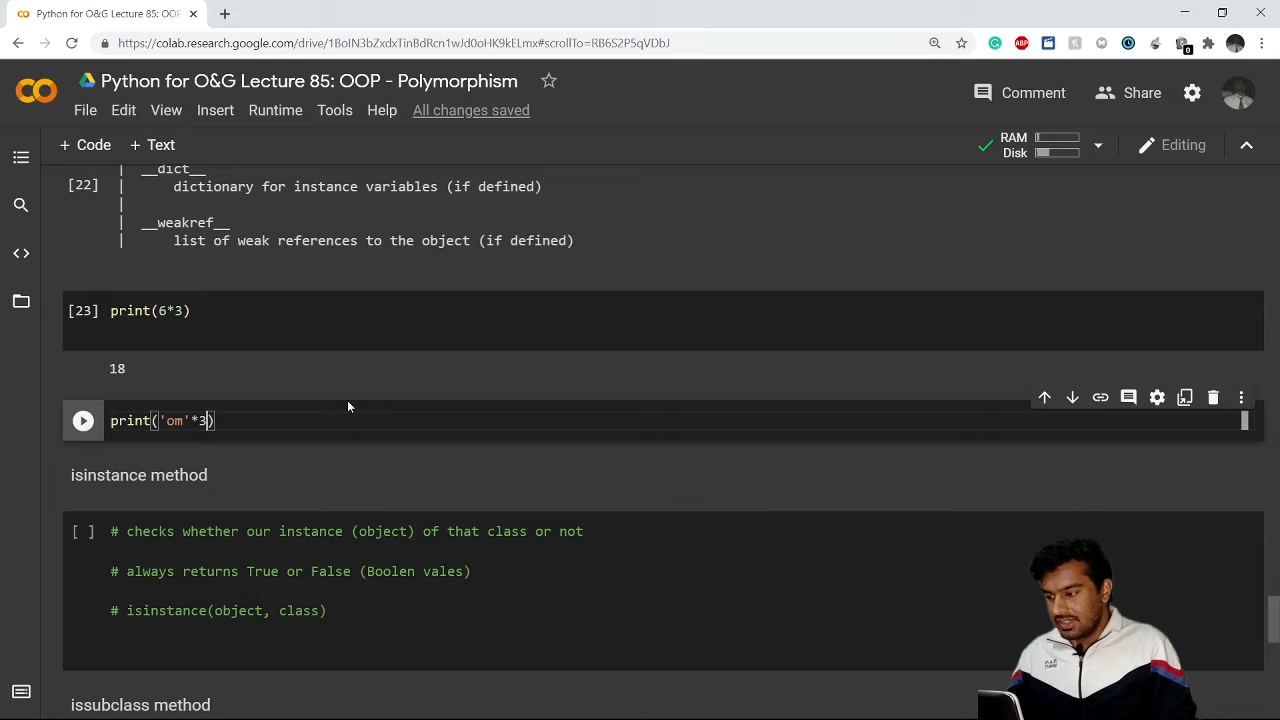 Python for O&G Lecture 85: OOP
https://colab.research.google.com/drive/
Python for O&G Lecture 85: OOP - Polymorphism
Comment
Share
File Edit View Insert Runtime Tools Help All changes saved
+ Code + Text
RAM
Disk
Editing
| __dict__
[22] | dictionary for instance variables (if defined)
|
| __weakref__
| list of weak references to the object (if defined)
[23] print(6*3)
18
print('om'*3)
isinstance method
[ ] # checks whether our instance (object) of that class or not
# always returns True or False (Boolen vales)
# isinstance(object, class)
issubclass method